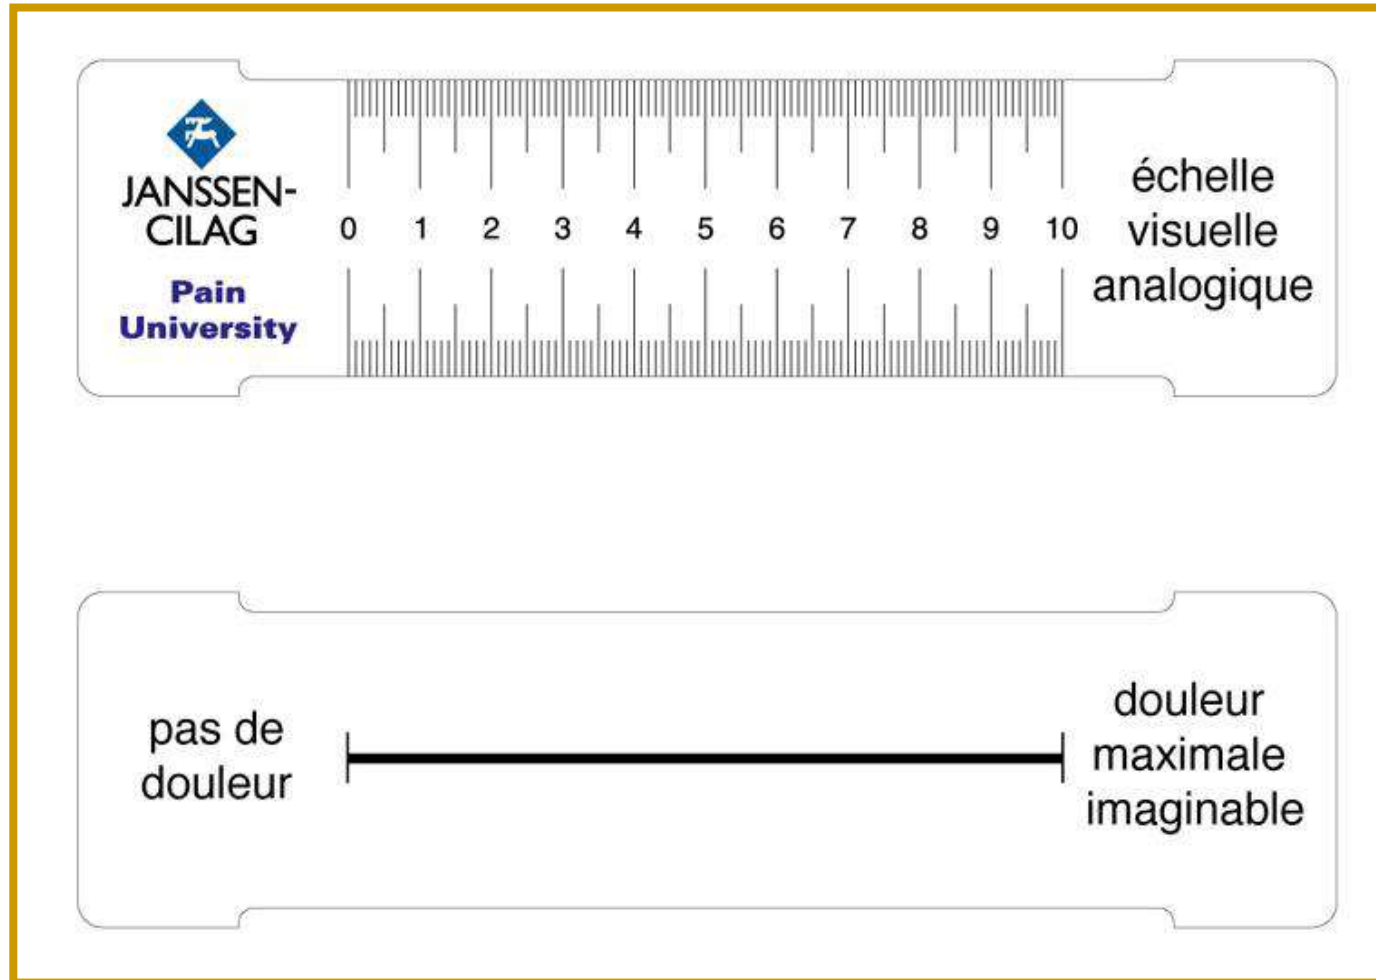 JANSSEN-
CILAG
Pain
University
0 1 2 3 4 5 6 7 8 9 10
échelle
visuelle
analogique
pas de
douleur
douleur
maximale
imaginable